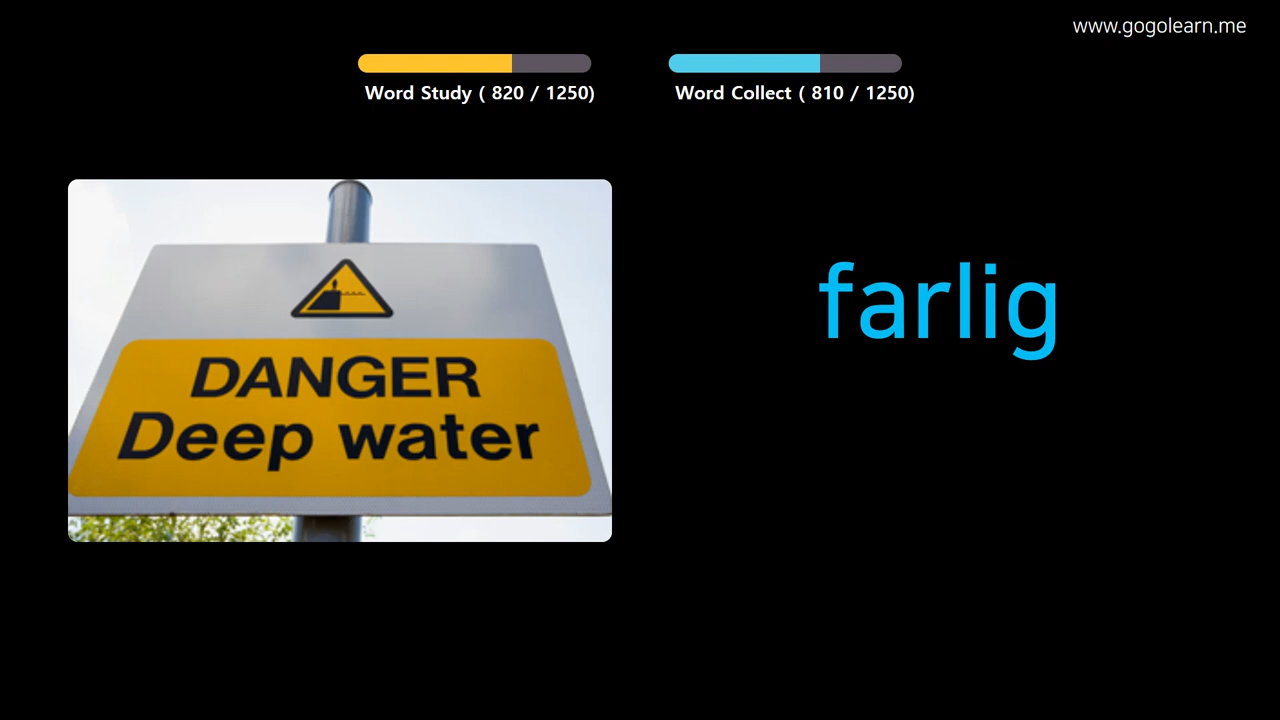 www.gogolearn.me
Word Study ( 820 / 1250)
Word Collect ( 810 / 1250)
DANGER
Deep water
farlig